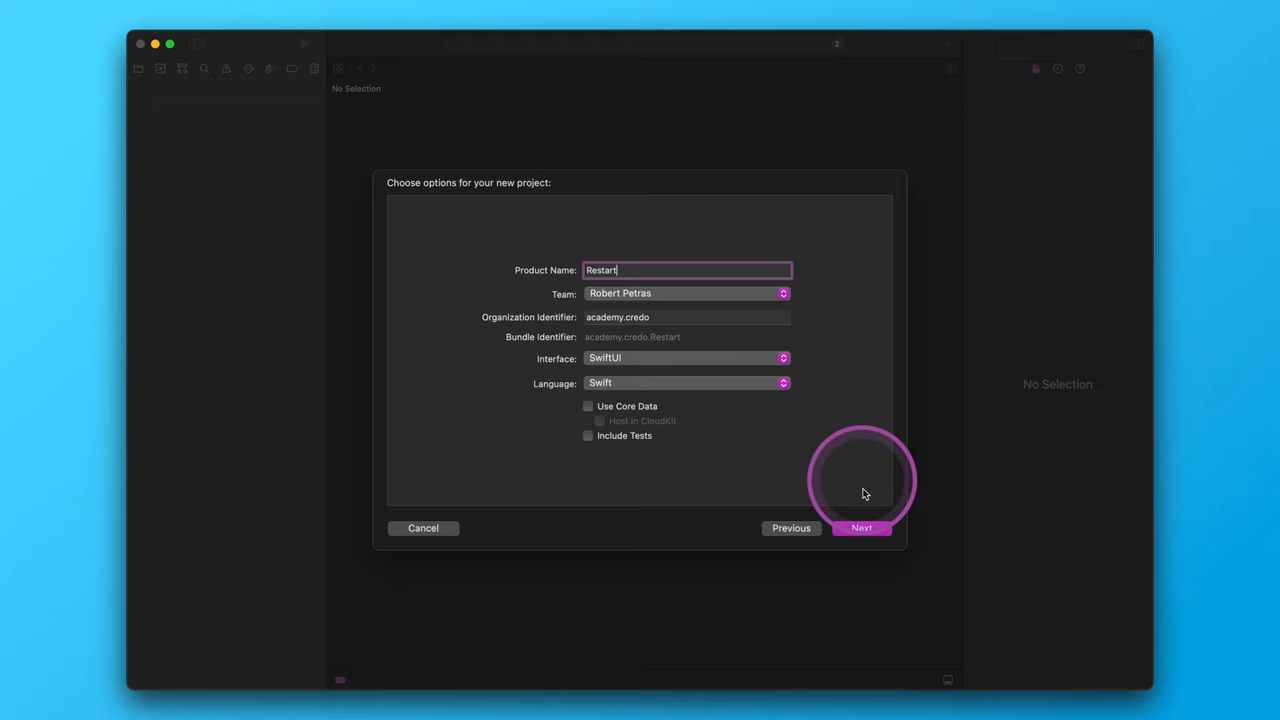 2
No Selection
Choose options for your new project:
Product Name: Restart
Team: Robert Petras
Organization Identifier: academy.credo
Bundle Identifier: academy.credo.Restart
Interface: SwiftUI
No Selection
Language: Swift
Use Core Data
Host in CloudKit
Include Tests
Cancel Previous Next